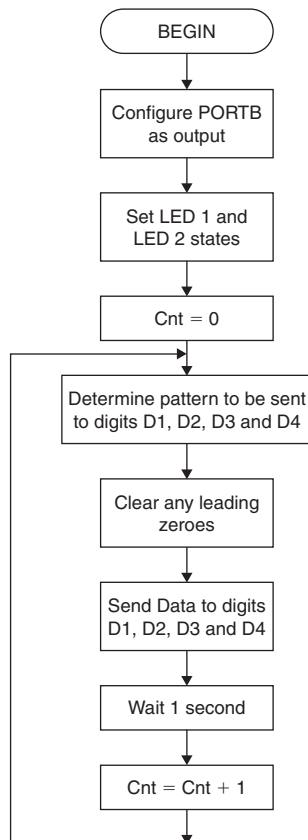 BEGIN
Configure PORTB
as output
Set LED 1 and
LED 2 states
Cnt = 0
Determine pattern to be sent
to digits D1, D2, D3 and D4
Clear any leading
zeroes
Send Data to digits
D1, D2, D3 and D4
Wait 1 second
Cnt = Cnt + 1